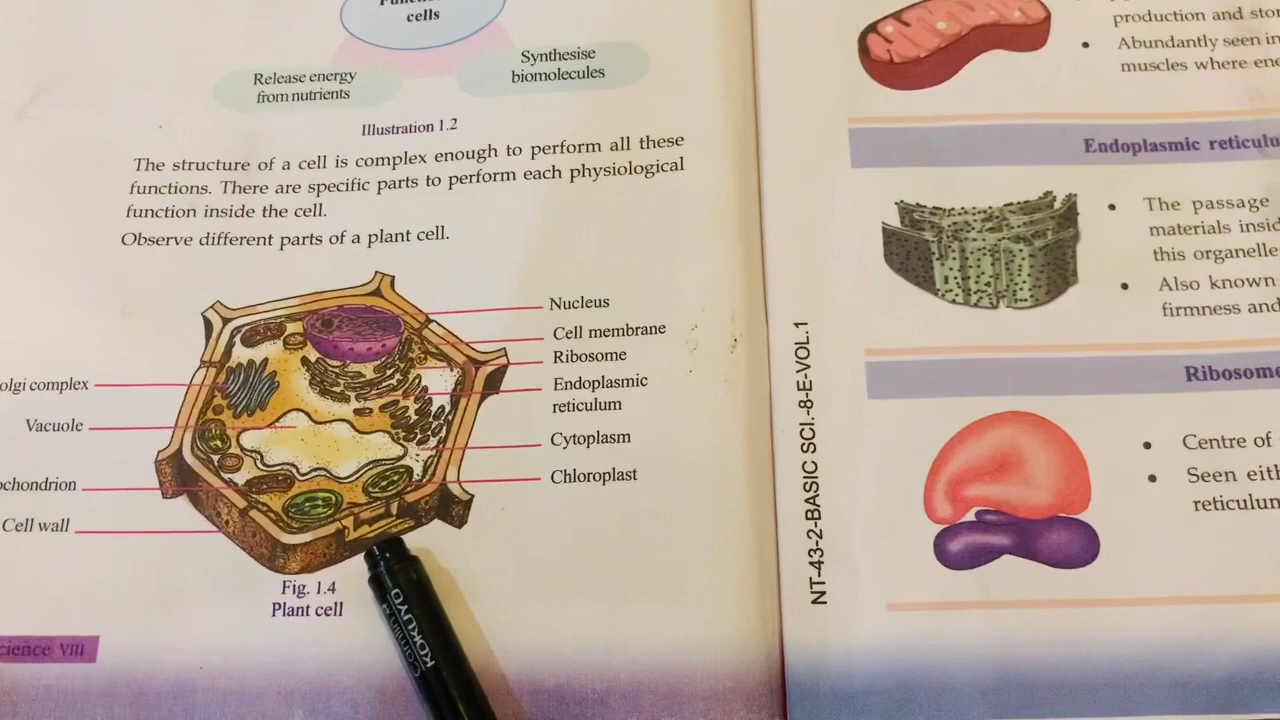 cells
Release energy
from nutrients
Synthesise
biomolecules
Illustration 1.2
The structure of a cell is complex enough to perform all these
functions. There are specific parts to perform each physiological
function inside the cell.
Observe different parts of a plant cell.
Nucleus
Cell membrane
Ribosome
Endoplasmic
reticulum
Cytoplasm
Chloroplast
olgi complex
Vacuole
ochondrion
Cell wall
Fig. 1.4
Plant cell
cience VIII
Camlin
KOKUYO
NT-43-2-BASIC SCI.-8-E-VOL.1
production and stor
• Abundantly seen in
muscles where ene
Endoplasmic reticulu
• The passage
materials insid
this organelle
• Also known
firmness and
Ribosome
• Centre of
• Seen eith
reticulun